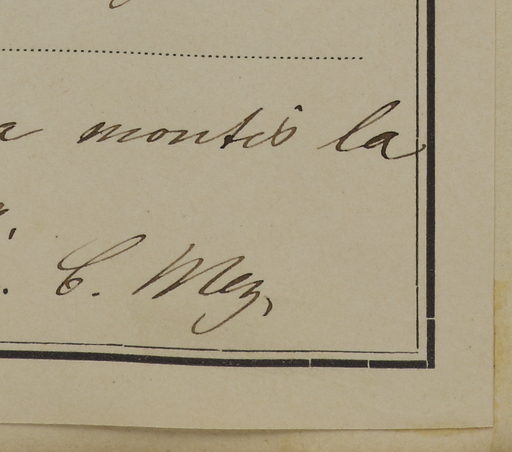 a montis la
C. Mez,